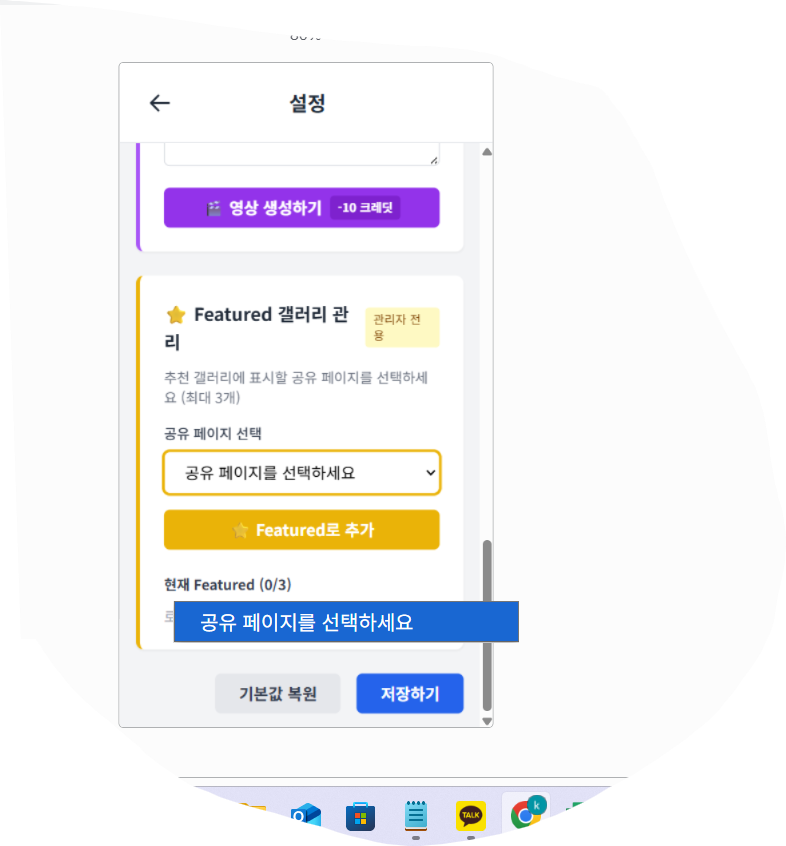 설정
영상 생성하기 -10 크레딧
Featured 갤러리 관
리
관리자 전
용
추천 갤러리에 표시할 공유 페이지를 선택하세
요 (최대 3개)
공유 페이지 선택
공유 페이지를 선택하세요
Featured로 추가
현재 Featured (0/3)
공유 페이지를 선택하세요
기본값 복원
저장하기
TALK
k